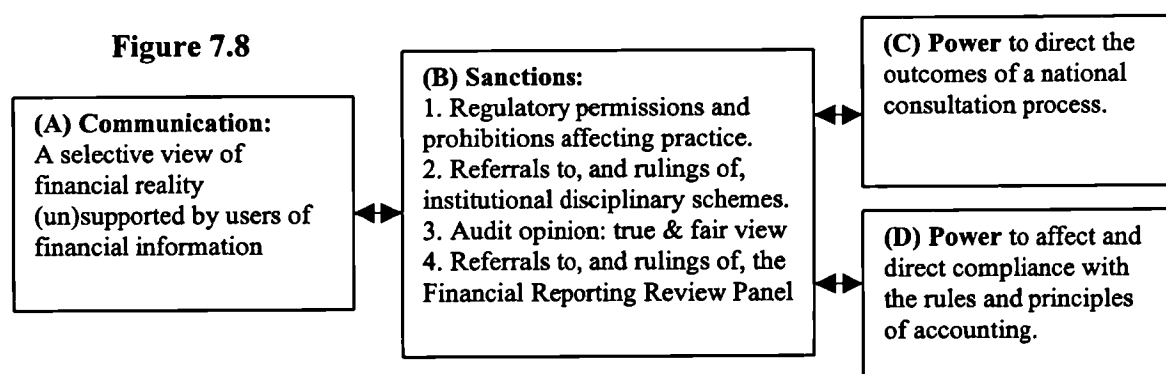 Figure 7.8
(A) Communication:
A selective view of
financial reality
(un)supported by users of
financial information
(B) Sanctions:
1. Regulatory permissions and
prohibitions affecting practice.
2. Referrals to, and rulings of,
institutional disciplinary schemes.
3. Audit opinion: true & fair view
4. Referrals to, and rulings of, the
Financial Reporting Review Panel
(C) Power to direct the
outcomes of a national
consultation process.
(D) Power to affect and
direct compliance with
the rules and principles
of accounting.